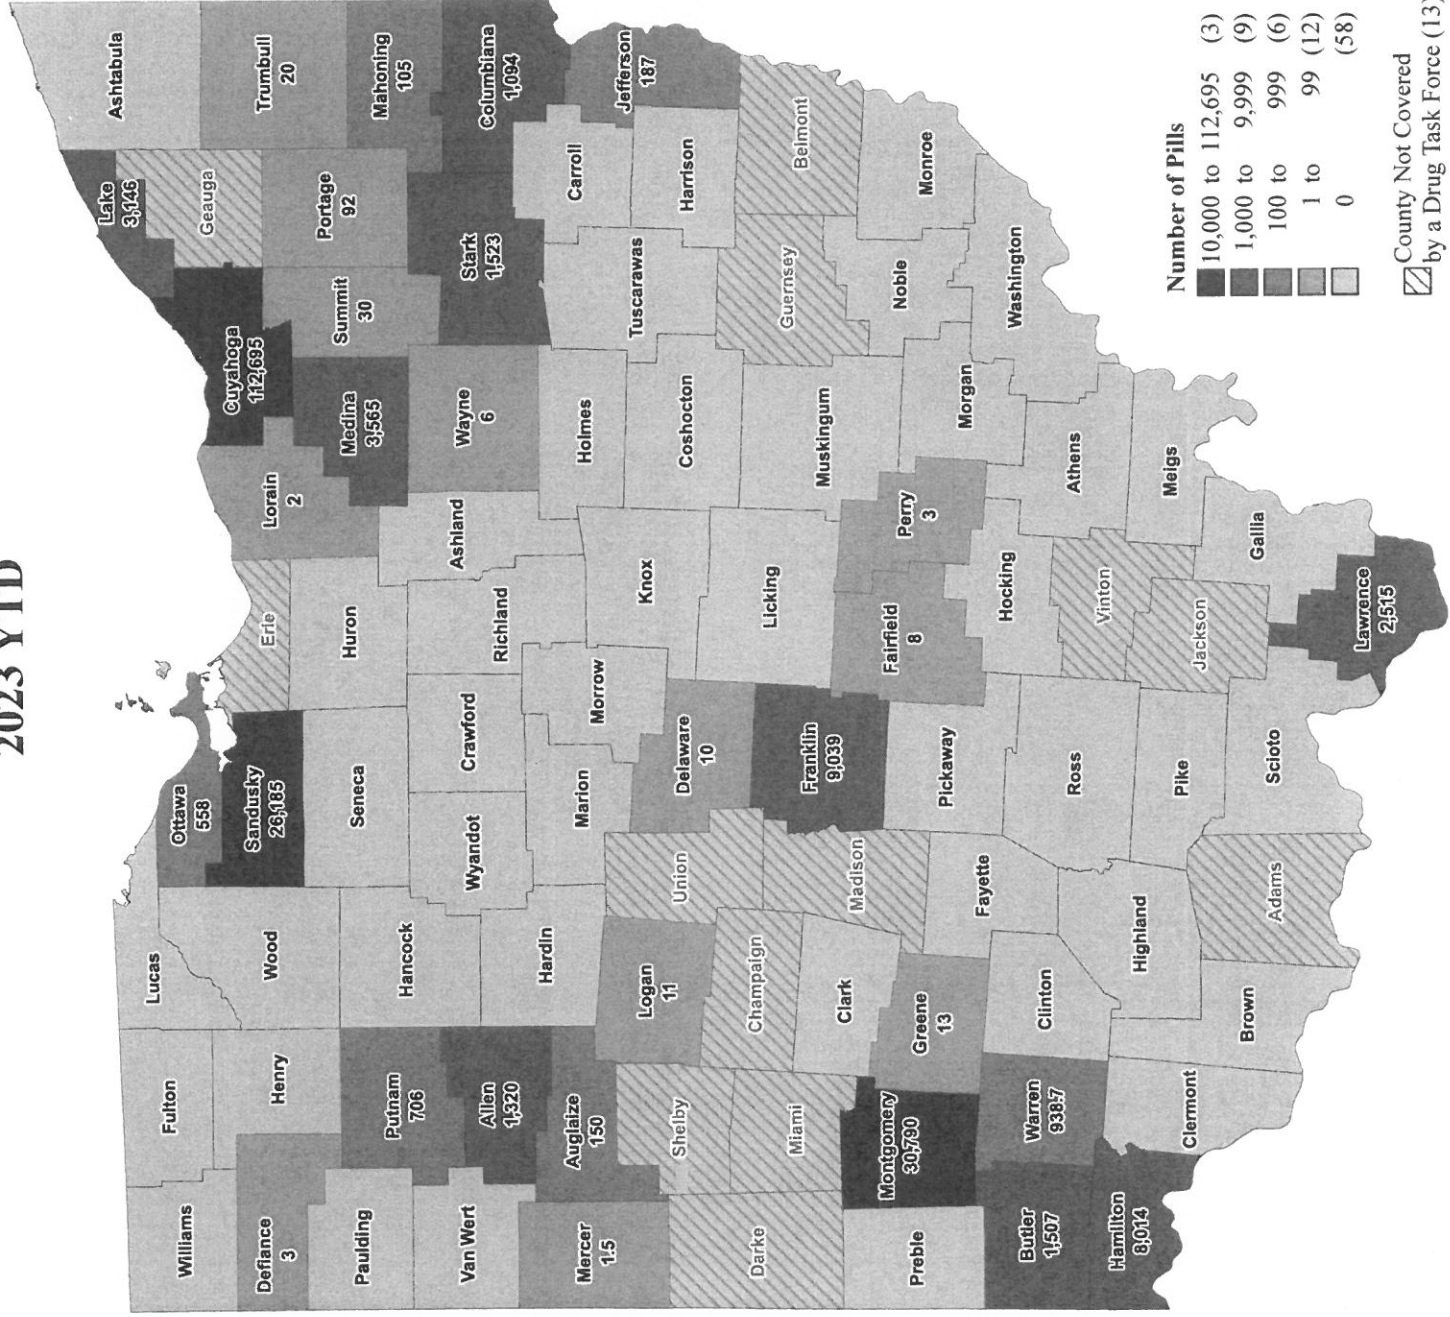 2023 YTD
Williams
Fulton
Lucas
Ottawa
558
Lake
3,146
Ashtabula
Defiance
3
Henry
Wood
Sandusky
26,185
Erie
Lorain
2
Cuyahoga
112,695
Geauga
Trumbull
20
Paulding
Putnam
706
Hancock
Seneca
Huron
Medina
3,565
Summit
30
Portage
92
Mahoning
105
Van Wert
Allen
1,320
Wyandot
Crawford
Richland
Ashland
Wayne
6
Stark
1,523
Columbiana
1,094
Mercer
1.5
Auglaize
150
Hardin
Marion
Morrow
Holmes
Tuscarawas
Carroll
Jefferson
187
Logan
11
Union
Delaware
10
Knox
Coshocton
Harrison
Darke
Shelby
Champaign
Licking
Muskingum
Guernsey
Belmont
Miami
Clark
Madison
Franklin
9,039
Fairfield
8
Perry
3
Noble
Monroe
Preble
Montgomery
30,790
Greene
13
Fayette
Pickaway
Hocking
Morgan
Washington
Butler
1,507
Warren
938.7
Clinton
Ross
Vinton
Athens
Hamilton
8,014
Clermont
Highland
Pike
Jackson
Meigs
Brown
Adams
Scioto
Gallia
Lawrence
2,515
Number of Pills
10,000 to 112,695 (3)
1,000 to 9,999 (9)
100 to 999 (6)
1 to 99 (12)
0 (58)
County Not Covered
by a Drug Task Force (13)